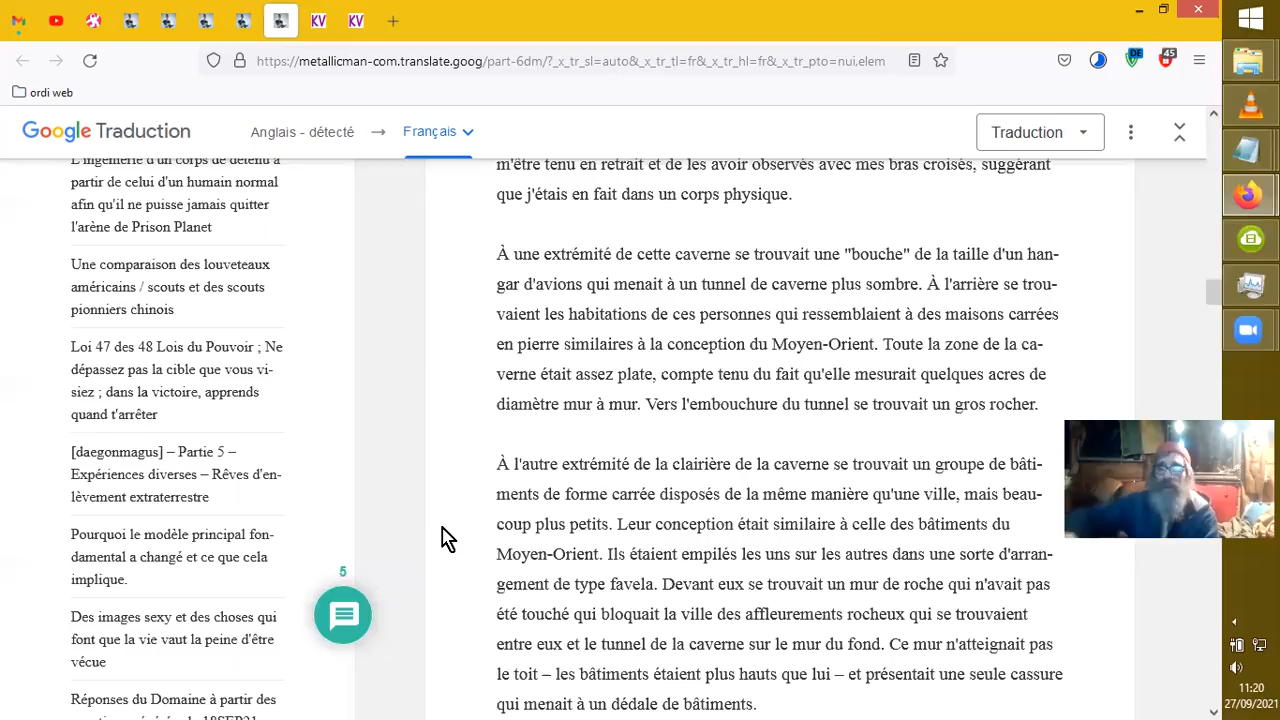 KV
KV
https://metallicman-com.translate.goog/part-6dm/?_x_tr_sl=auto&_x_tr_tl=fr&_x_tr_hl=fr&_x_tr_pto=nui,elem
DE
45
ordi web
Google Traduction
Anglais - détecté → Français
Traduction
L'ingénierie d'un corps de détenu à
partir de celui d'un humain normal
afin qu'il ne puisse jamais quitter
l'arène de Prison Planet
Une comparaison des louveteaux
américains / scouts et des scouts
pionniers chinois
Loi 47 des 48 Lois du Pouvoir ; Ne
dépassez pas la cible que vous vi-
siez ; dans la victoire, apprends
quand t'arrêter
[daegonmagus] – Partie 5 –
Expériences diverses – Rêves d'en-
lèvement extraterrestre
Pourquoi le modèle principal fon-
damental a changé et ce que cela
implique.
Des images sexy et des choses qui
font que la vie vaut la peine d'être
vécue
Réponses du Domaine à partir des
5
m'être tenu en retrait et de les avoir observés avec mes bras croisés, suggérant
que j'étais en fait dans un corps physique.
À une extrémité de cette caverne se trouvait une "bouche" de la taille d'un han-
gar d'avions qui menait à un tunnel de caverne plus sombre. À l'arrière se trou-
vaient les habitations de ces personnes qui ressemblaient à des maisons carrées
en pierre similaires à la conception du Moyen-Orient. Toute la zone de la ca-
verne était assez plate, compte tenu du fait qu'elle mesurait quelques acres de
diamètre mur à mur. Vers l'embouchure du tunnel se trouvait un gros rocher.
À l'autre extrémité de la clairière de la caverne se trouvait un groupe de bâti-
ments de forme carrée disposés de la même manière qu'une ville, mais beau-
coup plus petits. Leur conception était similaire à celle des bâtiments du
Moyen-Orient. Ils étaient empilés les uns sur les autres dans une sorte d'arran-
gement de type favela. Devant eux se trouvait un mur de roche qui n'avait pas
été touché qui bloquait la ville des affleurements rocheux qui se trouvaient
entre eux et le tunnel de la caverne sur le mur du fond. Ce mur n'atteignait pas
le toit – les bâtiments étaient plus hauts que lui – et présentait une seule cassure
qui menait à un dédale de bâtiments.
11:20
27/09/2021